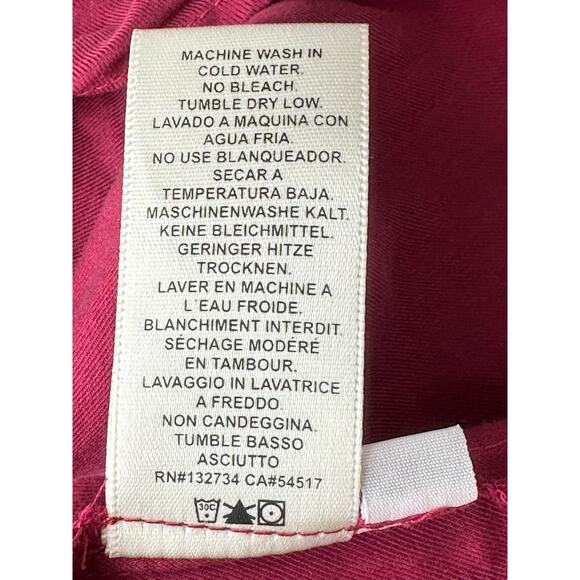 MACHINE WASH IN
COLD WATER.
NO BLEACH.
TUMBLE DRY LOW.
LAVADO A MAQUINA CON
AGUA FRIA.
NO USE BLANQUEADOR.
SECAR A
TEMPERATURA BAJA.
MASCHINENWASHE KALT.
KEINE BLEICHMITTEL.
GERINGER HITZE
TROCKNEN.
LAVER EN MACHINE A
L'EAU FROIDE.
BLANCHIMENT INTERDIT.
SÉCHAGE MODÉRÉ
EN TAMBOUR.
LAVAGGIO IN LAVATRICE
A FREDDO.
NON CANDEGGINA.
TUMBLE BASSO
ASCIUTTO
RN#132734 CA#54517
30C